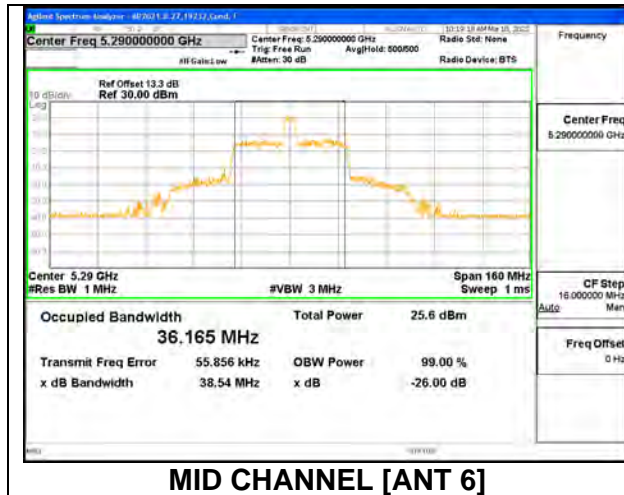 Agilent Spectrum Analyzer
Center Freq 5.290000000 GHz
#IFGain:Low
Center Freq: 5.290000000 GHz
Trig: Free Run
Avg|Hold: 500/500
#Atten: 30 dB
Radio Std: None
Radio Device: BTS
Frequency
Ref Offset 13.3 dB
10 dB/div
Ref 30.00 dBm
Log
Center Freq
5.290000000 GHz
Center 5.29 GHz
Span 160 MHz
#Res BW 1 MHz
#VBW 3 MHz
Sweep 1 ms
CF Step
16.000000 MHz
Auto
Man
Occupied Bandwidth
Total Power
25.6 dBm
36.165 MHz
Freq Offset
0 Hz
Transmit Freq Error
55.856 kHz
OBW Power
99.00 %
x dB Bandwidth
38.54 MHz
x dB
-26.00 dB
MID CHANNEL [ANT 6]